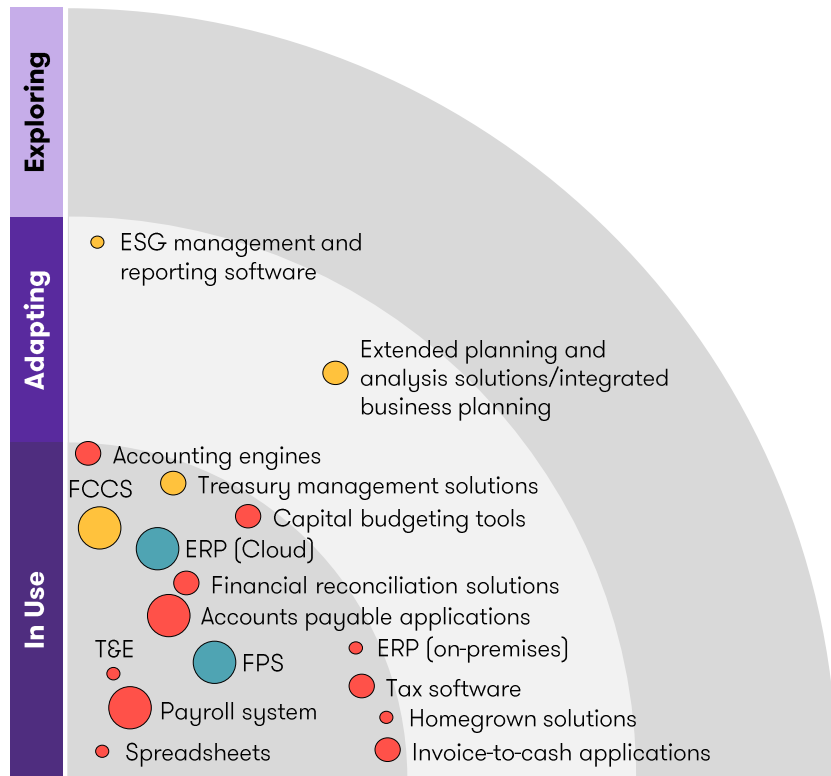 Exploring
ESG management and
reporting software
Adapting
Extended planning and
analysis solutions/integrated
business planning
Accounting engines
Treasury management solutions
FCCS
Capital budgeting tools
ERP (Cloud)
In Use
Financial reconciliation solutions
Accounts payable applications
T&E
ERP (on-premises)
FPS
Tax software
Payroll system
Homegrown solutions
Spreadsheets
Invoice-to-cash applications